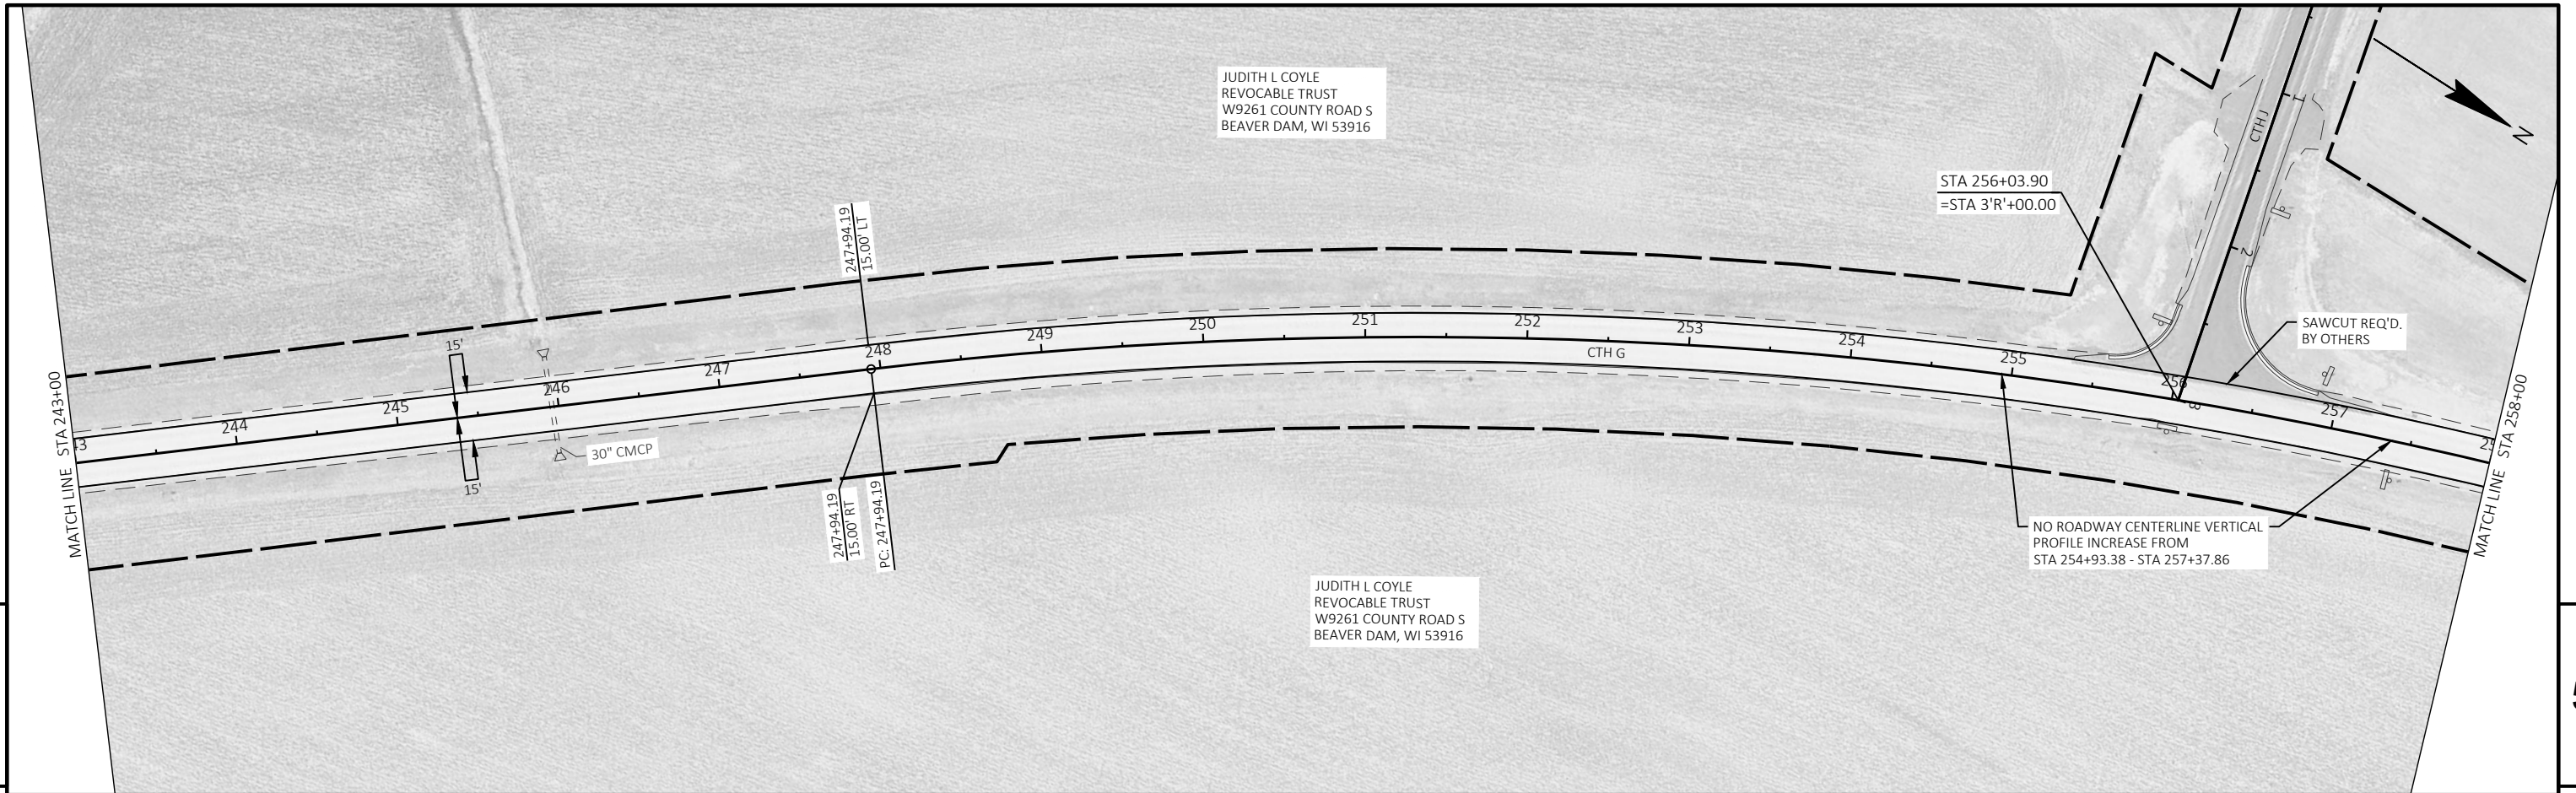 JUDITH L COYLE
REVOCABLE TRUST
W9261 COUNTY ROAD S
BEAVER DAM, WI 53916
CTH J
1
2
3
N
STA 256+03.90
=STA 3'R'+00.00
SAWCUT REQ'D.
BY OTHERS
247+94.19
15.00' LT
MATCH LINE STA 243+00
244
245
246
247
248
249
250
251
252
253
254
255
256
257
CTH G
15'
15'
30" CMCP
247+94.19
15.00' RT
PC: 247+94.19
NO ROADWAY CENTERLINE VERTICAL
PROFILE INCREASE FROM
STA 254+93.38 - STA 257+37.86
MATCH LINE STA 258+00
JUDITH L COYLE
REVOCABLE TRUST
W9261 COUNTY ROAD S
BEAVER DAM, WI 53916